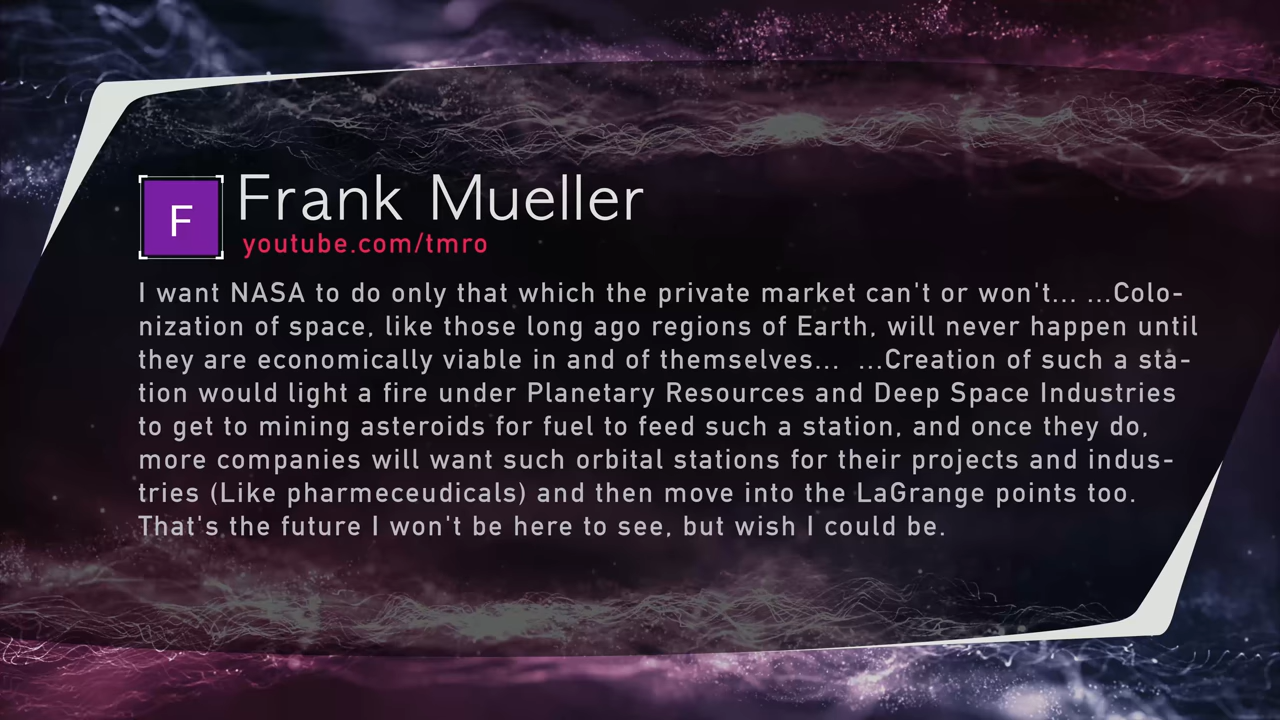 F
Frank Mueller
youtube.com/tmro
I want NASA to do only that which the private market can't or won't... ...Colo-
nization of space, like those long ago regions of Earth, will never happen until
they are economically viable in and of themselves...  ...Creation of such a sta-
tion would light a fire under Planetary Resources and Deep Space Industries
to get to mining asteroids for fuel to feed such a station, and once they do,
more companies will want such orbital stations for their projects and indus-
tries (Like pharmeceudicals) and then move into the LaGrange points too.
That's the future I won't be here to see, but wish I could be.